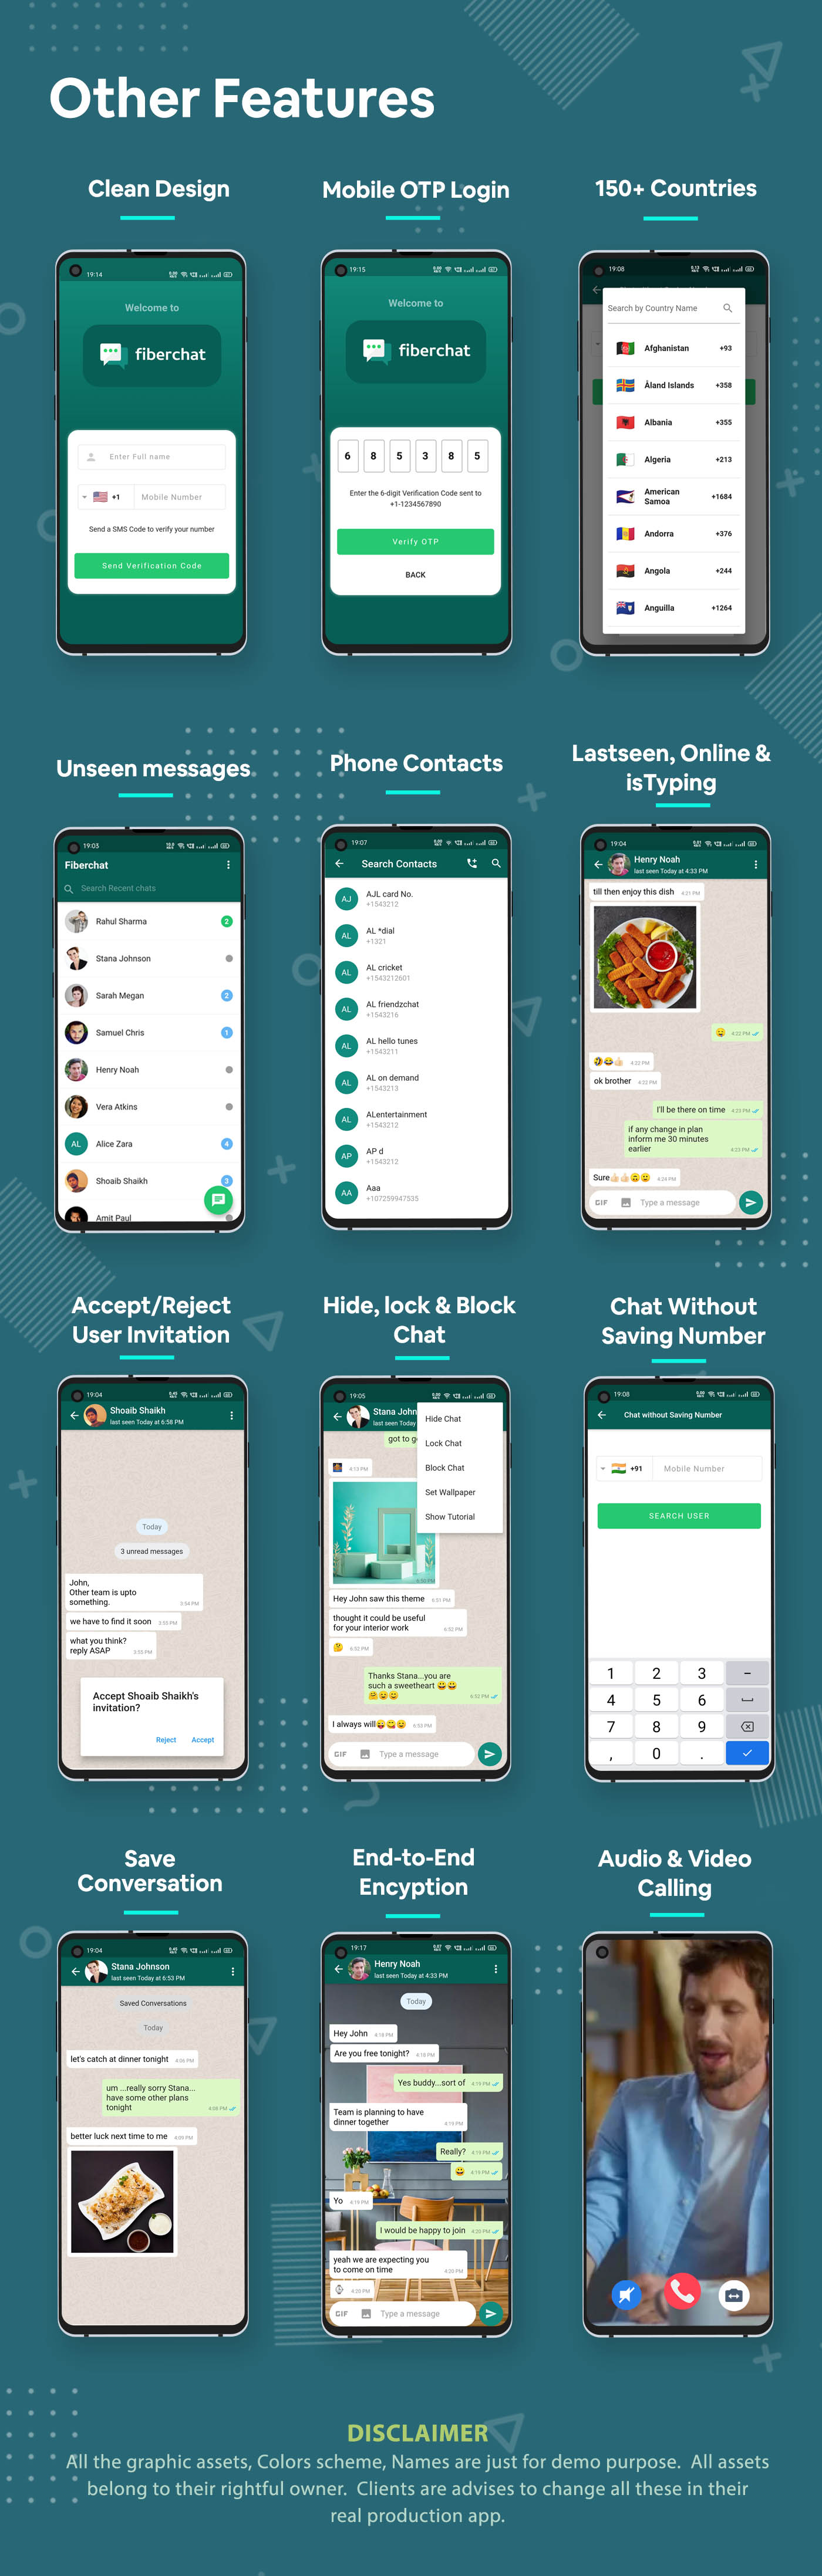 Other Features
Clean Design
Mobile OTP Login
150+ Countries
19:14
Welcome to
fiberchat
Enter Full name
+1
Mobile Number
Send a SMS Code to verify your number
Send Verification Code
19:15
Welcome to
fiberchat
6 8 5 3 8 5
Enter the 6-digit Verification Code sent to
+1-1234567890
Verify OTP
BACK
19:08
Search by Country Name
Afghanistan +93
Åland Islands +358
Albania +355
Algeria +213
American
Samoa +1684
Andorra +376
Angola +244
Anguilla +1264
Unseen messages
Phone Contacts
Lastseen, Online &
isTyping
19:03
Fiberchat
Search Recent chats
Rahul Sharma 2
Stana Johnson
Sarah Megan 2
Samuel Chris 1
Henry Noah
Vera Atkins
AL Alice Zara 4
Shoaib Shaikh 3
Amit Paul
19:07
Search Contacts
AJ AJL card No.
+1543212
AL AL *dial
+1321
AL AL cricket
+1543212601
AL AL friendzchat
+1543216
AL AL hello tunes
+1543211
AL AL on demand
+1543213
AL ALentertainment
+1543212
AP AP d
+1543212
AA Aaa
+107259947535
19:04
Henry Noah
last seen Today at 4:33 PM
till then enjoy this dish 4:21 PM
🤤 4:22 PM
🤣😂👍🏻 4:22 PM
ok brother 4:22 PM
I'll be there on time 4:23 PM
if any change in plan
inform me 30 minutes
earlier 4:23 PM
Sure👍🏻👍🏻🙃😉 4:24 PM
GIF Type a message
Accept/Reject
User Invitation
Hide, lock & Block
Chat
Chat Without
Saving Number
19:04
Shoaib Shaikh
last seen Today at 6:58 PM
Today
3 unread messages
John,
Other team is upto
something. 3:54 PM
we have to find it soon 3:55 PM
what you think?
reply ASAP 3:55 PM
Accept Shoaib Shaikh's
invitation?
Reject Accept
19:05
Stana John
last seen Today
Hide Chat
Lock Chat
Block Chat
Set Wallpaper
Show Tutorial
got to g
4:13 PM
6:50 PM
Hey John saw this theme 6:51 PM
thought it could be useful
for your interior work 6:52 PM
🤔 6:52 PM
Thanks Stana...you are
such a sweetheart 😀😀
6:52 PM
I always will 6:53 PM
GIF Type a message
19:08
Chat without Saving Number
+91
Mobile Number
SEARCH USER
1 2 3 −
4 5 6
7 8 9
, 0 .
Save
Conversation
End-to-End
Encyption
Audio & Video
Calling
19:04
Stana Johnson
last seen Today at 6:53 PM
Saved Conversations
Today
let's catch at dinner tonight 4:06 PM
um ...really sorry Stana...
have some other plans
tonight 4:08 PM
better luck next time to me 4:09 PM
19:17
Henry Noah
last seen Today at 4:33 PM
Today
Hey John 4:18 PM
Are you free tonight? 4:18 PM
Yes buddy...sort of 4:19 PM
Team is planning to have
dinner together 4:19 PM
Really? 4:19 PM
😀 4:19 PM
Yo 4:19 PM
I would be happy to join 4:20 PM
yeah we are expecting you
to come on time 4:20 PM
⌚ 4:20 PM
GIF Type a message
DISCLAIMER
All the graphic assets, Colors scheme, Names are just for demo purpose. All assets
belong to their rightful owner. Clients are advises to change all these in their
real production app.